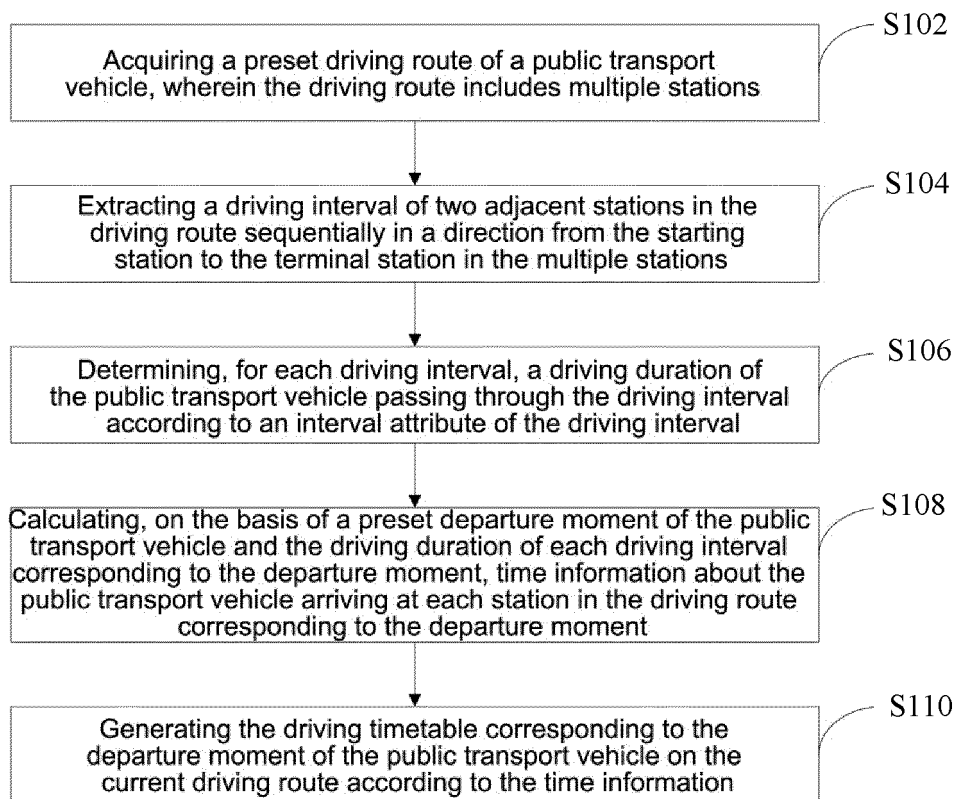 S102
Acquiring a preset driving route of a public transport
vehicle, wherein the driving route includes multiple stations
S104
Extracting a driving interval of two adjacent stations in the
driving route sequentially in a direction from the starting
station to the terminal station in the multiple stations
S106
Determining, for each driving interval, a driving duration of
the public transport vehicle passing through the driving interval
according to an interval attribute of the driving interval
S108
Calculating, on the basis of a preset departure moment of the public
transport vehicle and the driving duration of each driving interval
corresponding to the departure moment, time information about the
public transport vehicle arriving at each station in the driving route
corresponding to the departure moment
S110
Generating the driving timetable corresponding to the
departure moment of the public transport vehicle on the
current driving route according to the time information